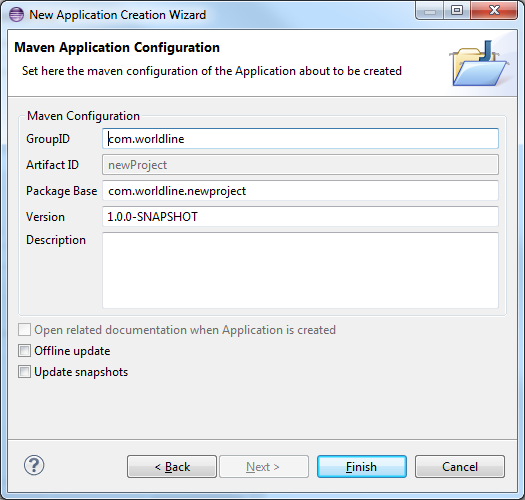 New Application Creation Wizard
Maven Application Configuration
Set here the maven configuration of the Application about to be created
Maven Configuration
GroupID com.worldline
Artifact ID newProject
Package Base com.worldline.newproject
Version 1.0.0-SNAPSHOT
Description
Open related documentation when Application is created
Offline update
Update snapshots
? < Back Next > Finish Cancel